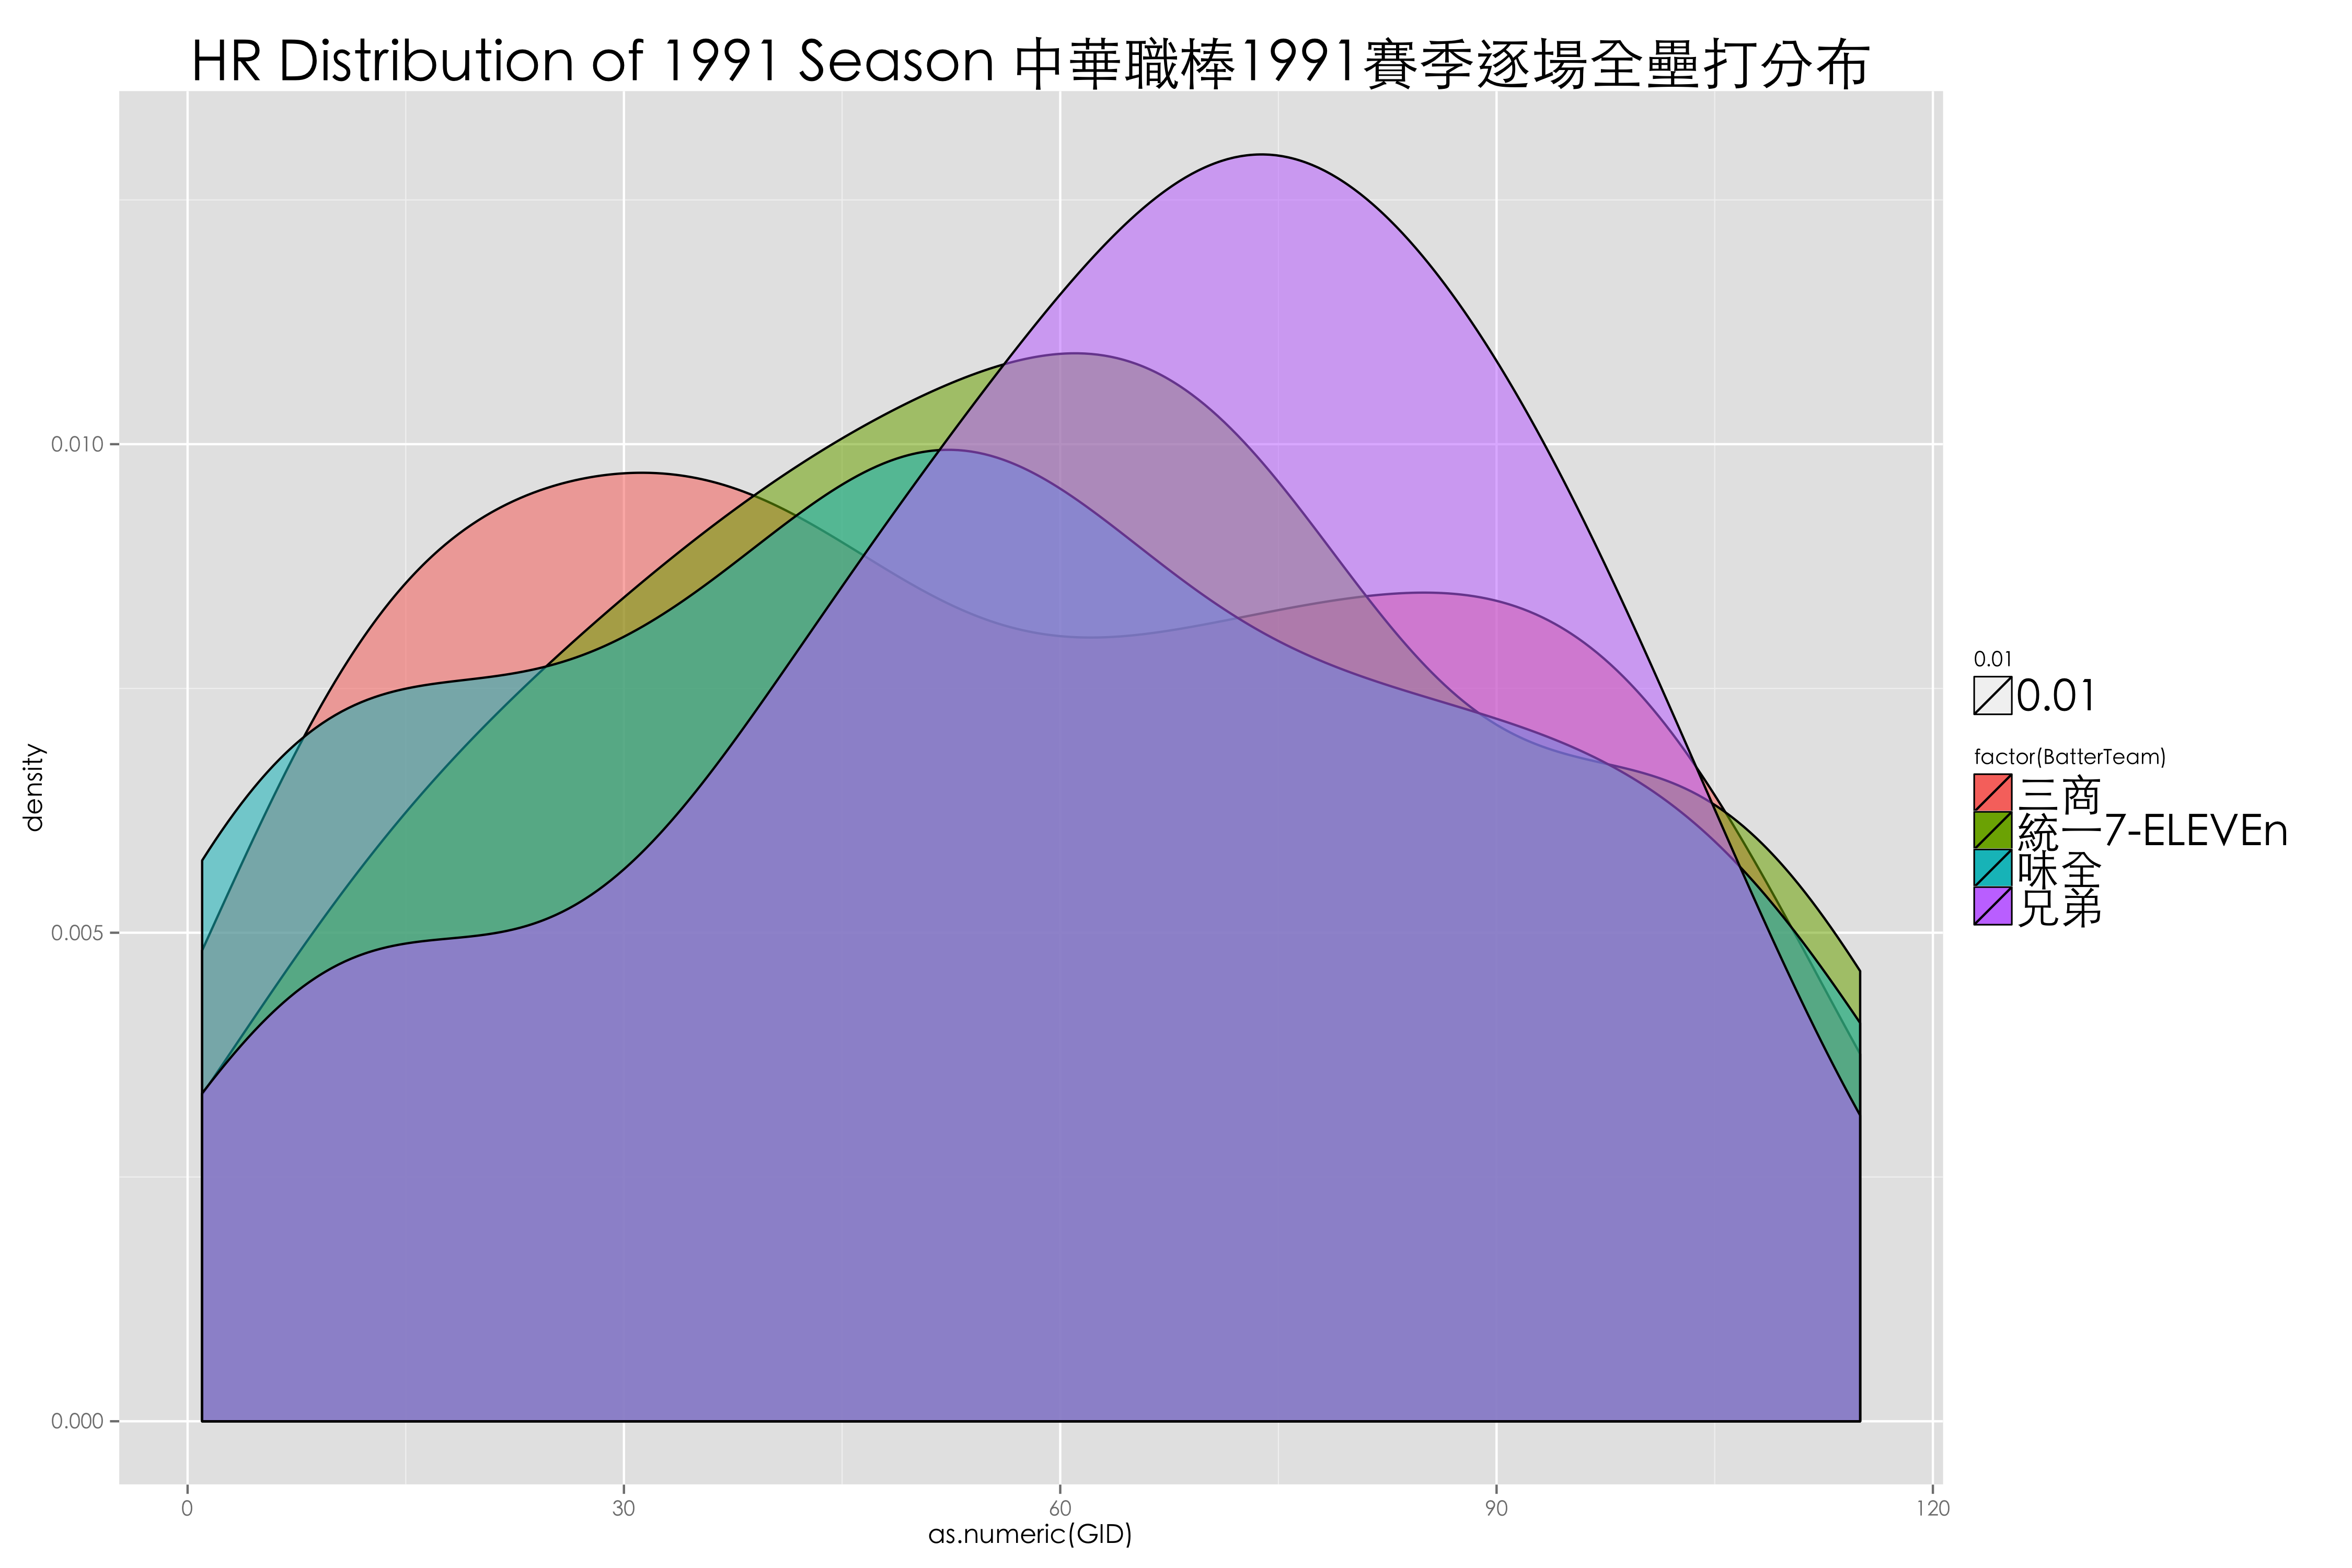 HR Distribution of 1991 Season 中華職棒1991賽季逐場全壘打分布
density
0.010
0.005
0.000
0
30
60
90
120
as.numeric(GID)
0.01
0.01
factor(BatterTeam)
三商
統一7-ELEVEn
味全
兄弟